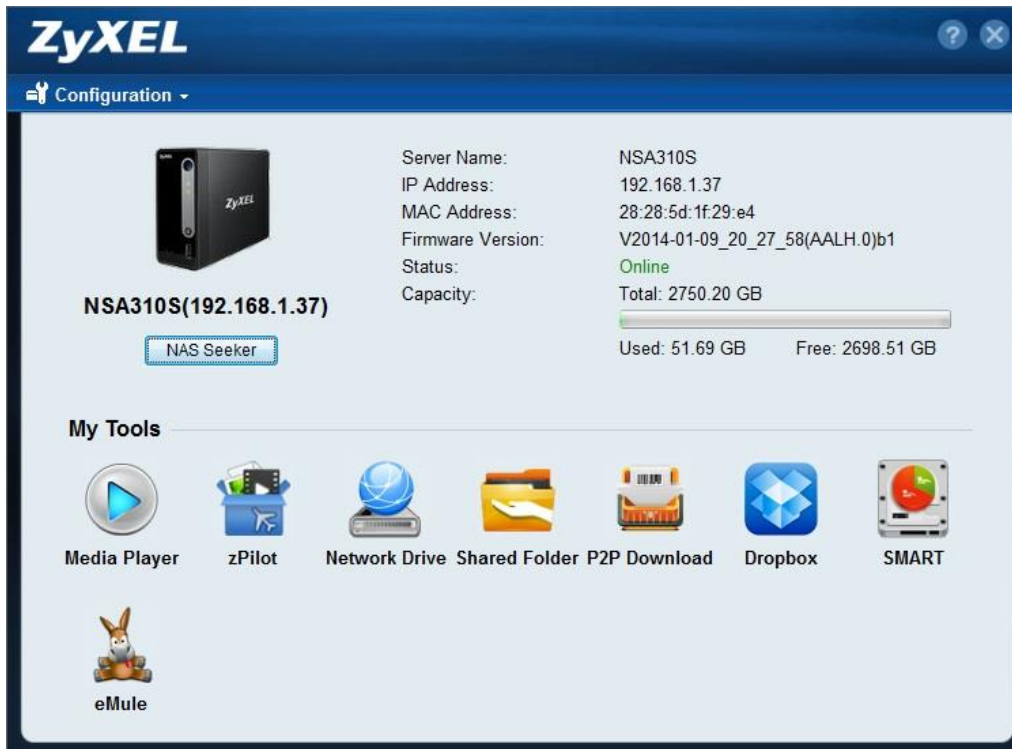 ZyXEL
Configuration
Server Name: NSA310S
IP Address: 192.168.1.37
MAC Address: 28:28:5d:1f:29:e4
Firmware Version: V2014-01-09_20_27_58(AALH.0)b1
Status: Online
Capacity: Total: 2750.20 GB
Used: 51.69 GB Free: 2698.51 GB
ZyXEL
NSA310S(192.168.1.37)
NAS Seeker
My Tools
Media Player zPilot Network Drive Shared Folder P2P Download Dropbox SMART
eMule